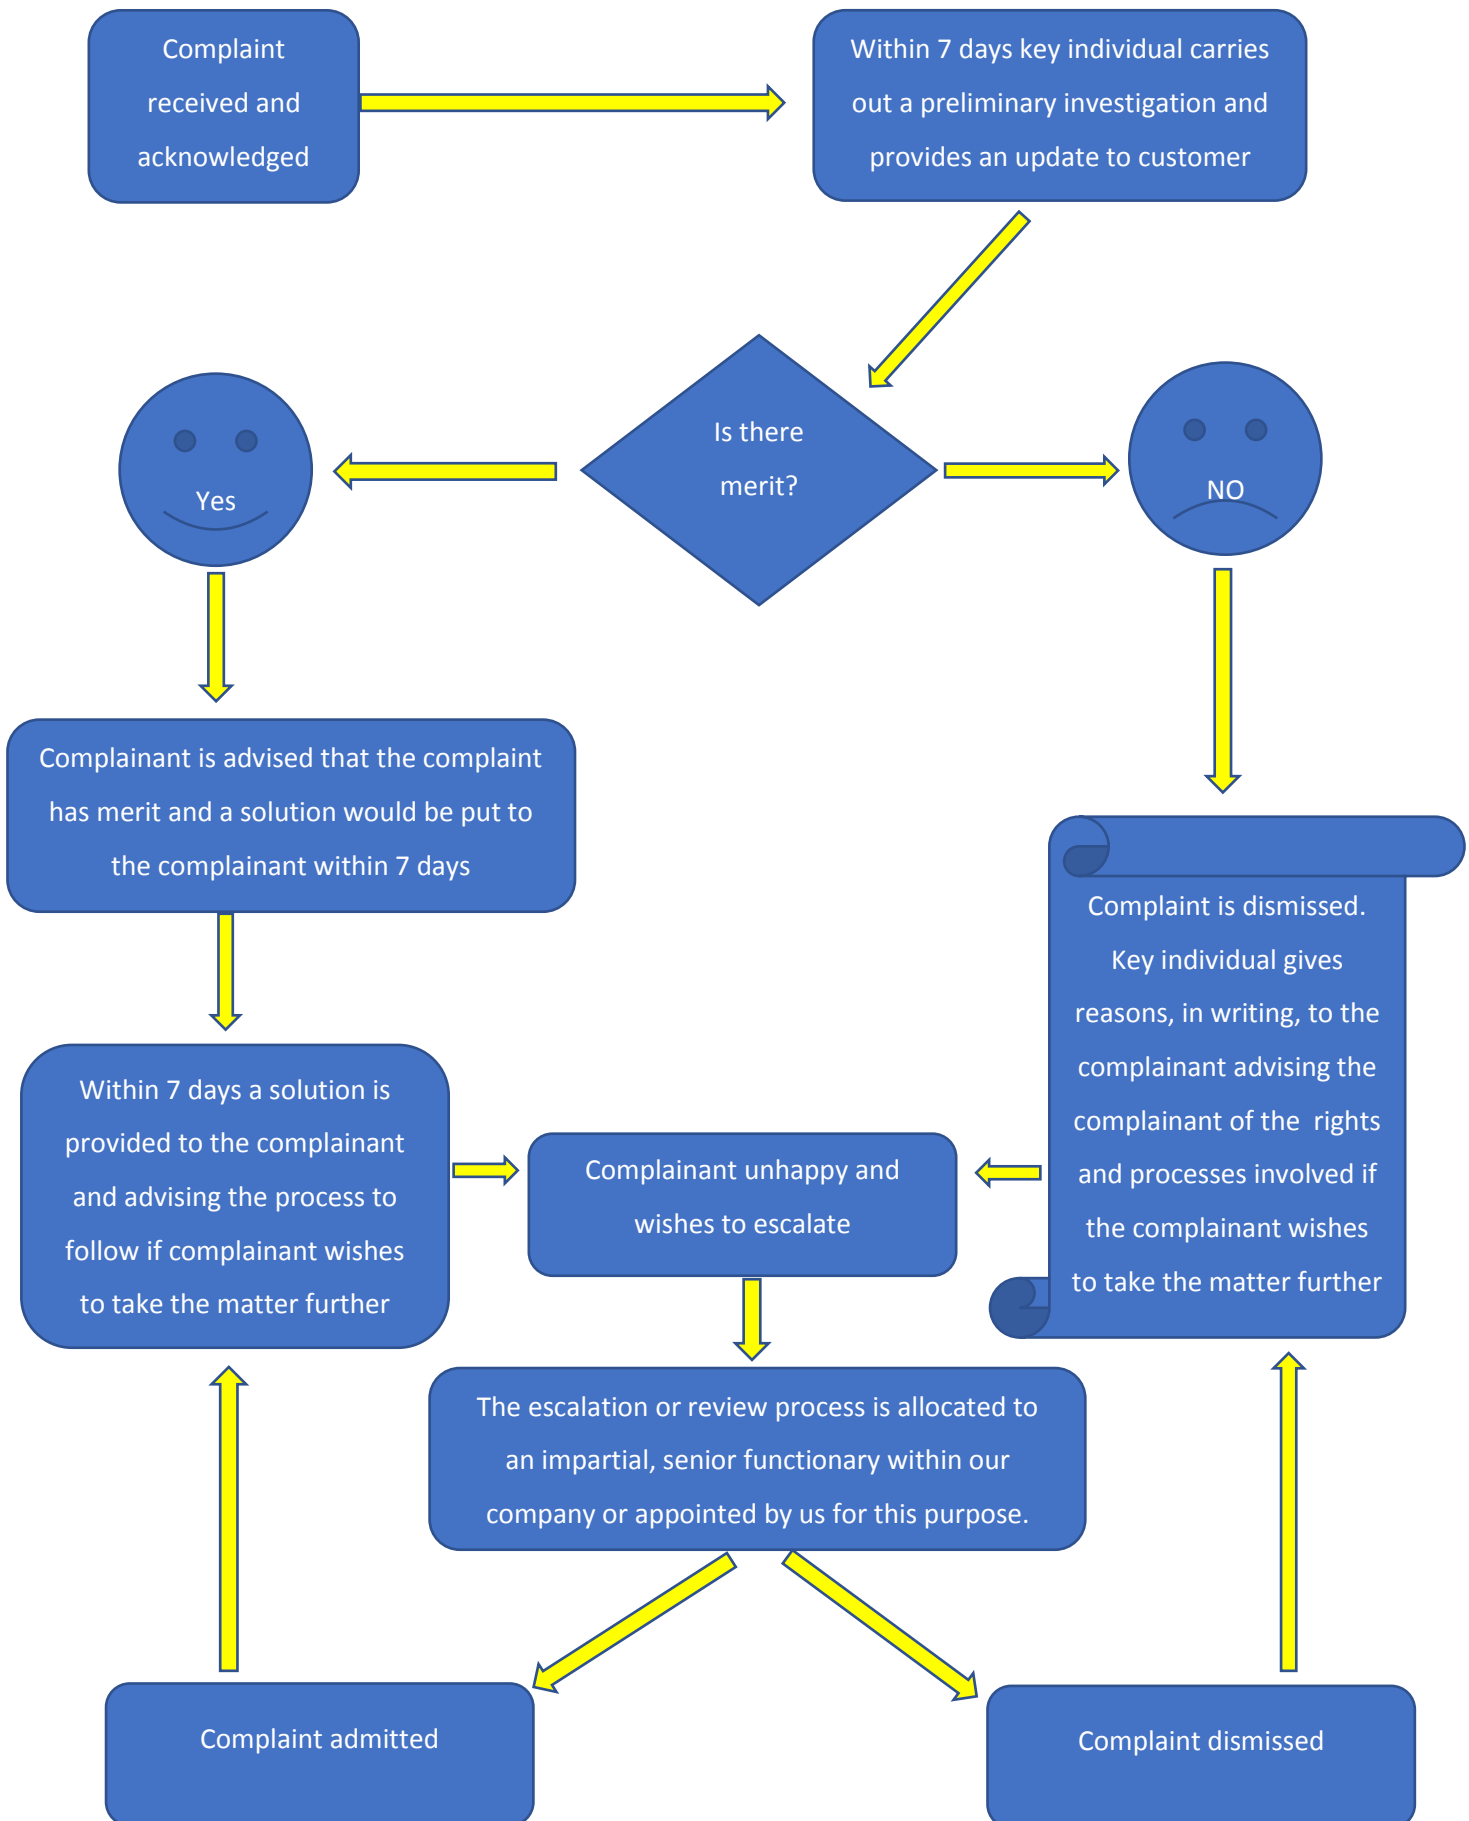 Complaint
received and
acknowledged
Within 7 days key individual carries
out a preliminary investigation and
provides an update to customer
Is there
merit?
Yes
NO
Complainant is advised that the complaint
has merit and a solution would be put to
the complainant within 7 days
Complaint is dismissed.
Key individual gives
reasons, in writing, to the
complainant advising the
complainant of the  rights
and processes involved if
the complainant wishes
to take the matter further
Within 7 days a solution is
provided to the complainant
and advising the process to
follow if complainant wishes
to take the matter further
Complainant unhappy and
wishes to escalate
The escalation or review process is allocated to
an impartial, senior functionary within our
company or appointed by us for this purpose.
Complaint admitted
Complaint dismissed